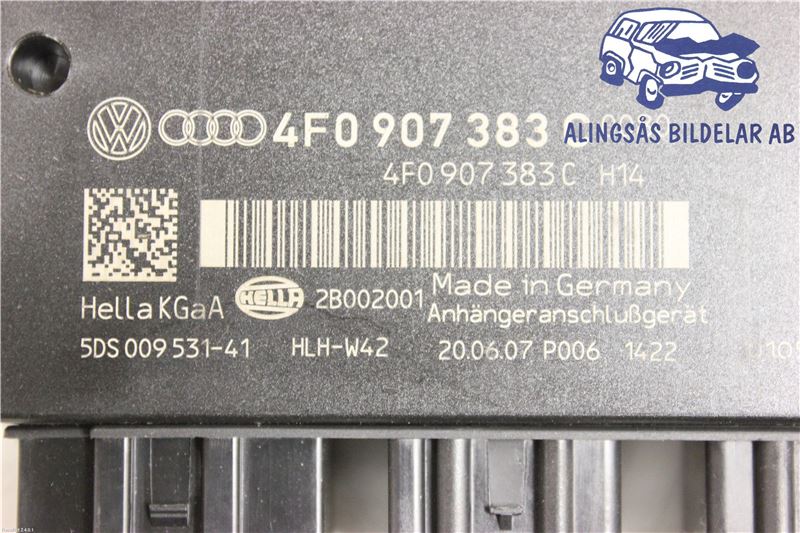 4F0 907 383
ALINGSÅS BILDELAR AB
4F0 907 383 C H14
Made in Germany
Hella KGaA HELLA 2B002001
Anhängeranschlußgerät
5DS 009 531-41 HLH-W42 20.06.07 P006 1422